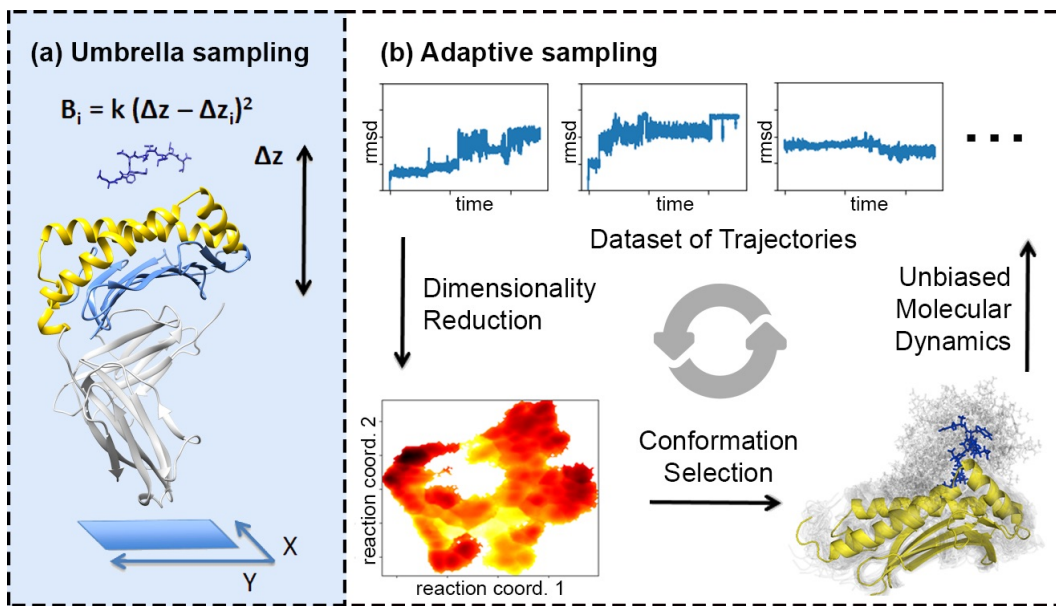 (a) Umbrella sampling
Bᵢ = k (Δz − Δzᵢ)²
Δz
X
Y
(b) Adaptive sampling
rmsd
time
rmsd
time
rmsd
time
...
Dataset of Trajectories
Dimensionality
Reduction
Unbiased
Molecular
Dynamics
reaction coord. 2
reaction coord. 1
Conformation
Selection